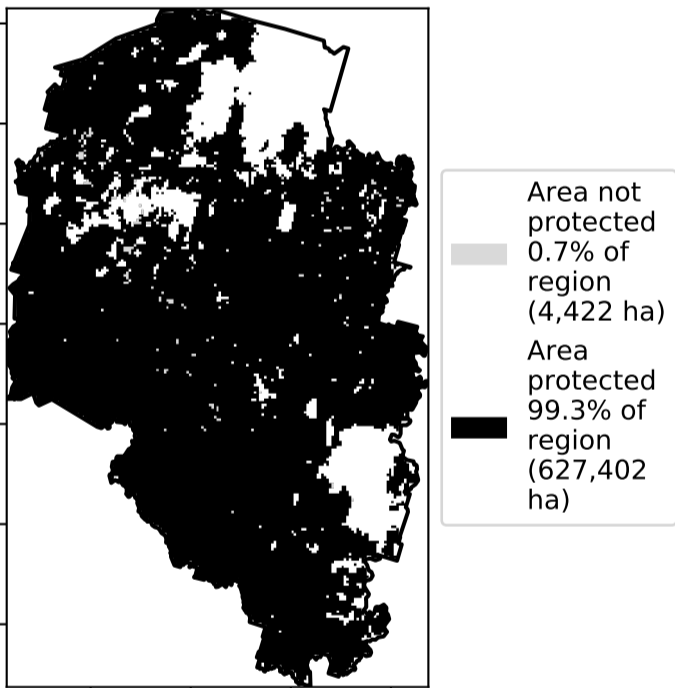 Area not
protected
0.7% of
region
(4,422 ha)
Area
protected
99.3% of
region
(627,402
ha)